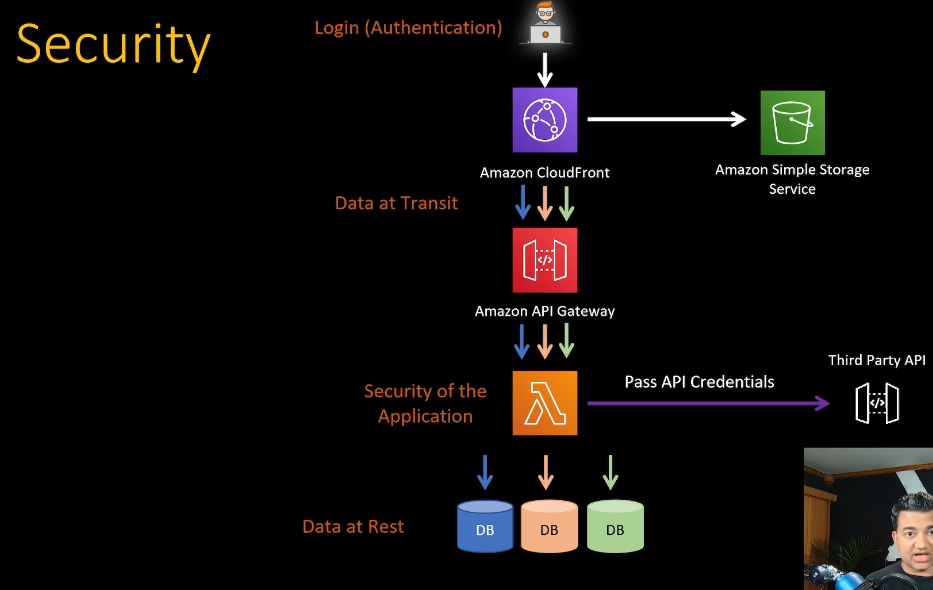 Security
Login (Authentication)
Amazon CloudFront
Amazon Simple Storage
Service
Data at Transit
</>
Amazon API Gateway
Third Party API
Security of the
Application
Pass API Credentials
</>
Data at Rest
DB
DB
DB